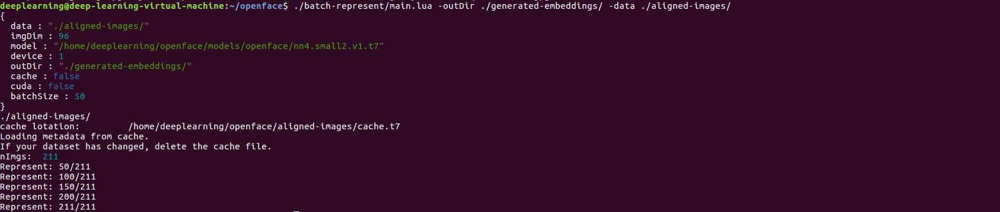 deeplearning@deep-learning-virtual-machine:~/openface$ ./batch-represent/main.lua -outDir ./generated-embeddings/ -data ./aligned-images/
{
  data : "./aligned-images/"
  imgDim : 96
  model : "/home/deeplearning/openface/models/openface/nn4.small2.v1.t7"
  device : 1
  outDir : "./generated-embeddings/"
  cache : false
  cuda : false
  batchSize : 50
}
./aligned-images/
cache lotation:         /home/deeplearning/openface/aligned-images/cache.t7
Loading metadata from cache.
If your dataset has changed, delete the cache file.
nImgs:  211
Represent: 50/211
Represent: 100/211
Represent: 150/211
Represent: 200/211
Represent: 211/211